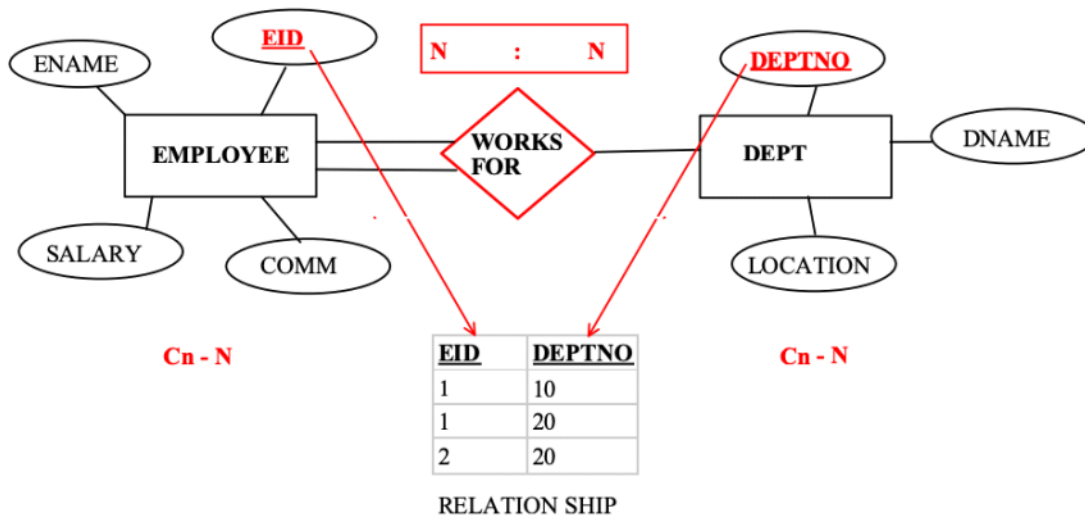 EID
N : N
ENAME
DEPTNO
EMPLOYEE
WORKS
FOR
DEPT
DNAME
SALARY
COMM
LOCATION
Cn - N
EID DEPTNO
Cn - N
1 10
1 20
2 20
RELATION SHIP